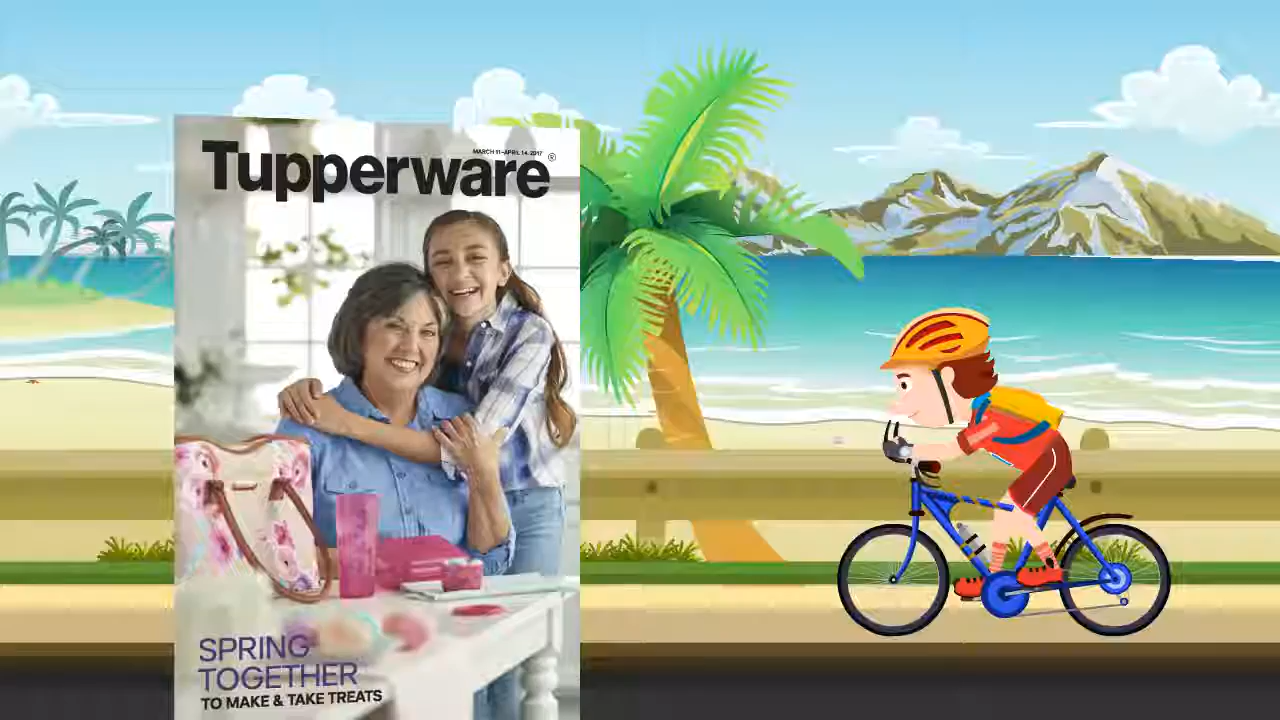 MARCH 11-APRIL 14, 2017
Tupperware®
SPRING
TOGETHER
TO MAKE & TAKE TREATS